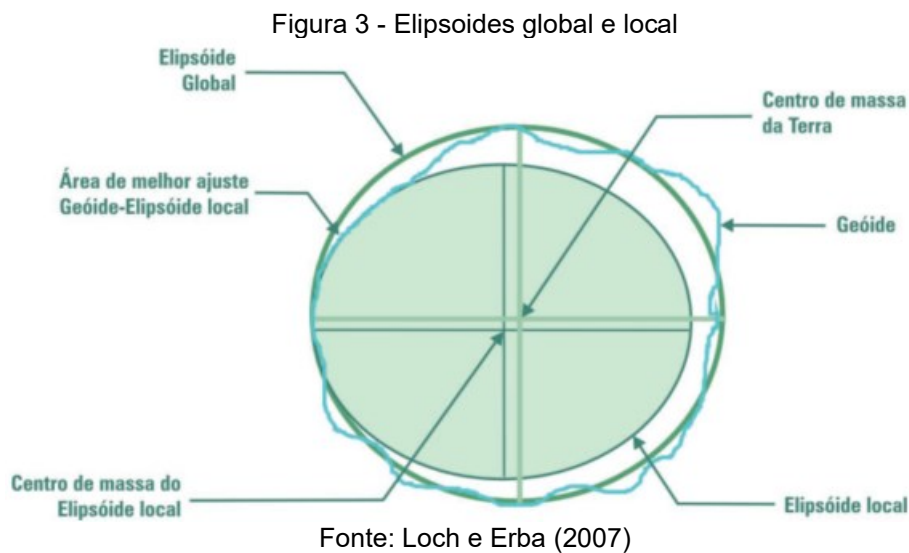 Figura 3 - Elipsoides global e local
Elipsóide
Global
Centro de massa
da Terra
Área de melhor ajuste
Geóide-Elipsóide local
Geóide
Centro de massa do
Elipsóide local
Elipsóide local
Fonte: Loch e Erba (2007)